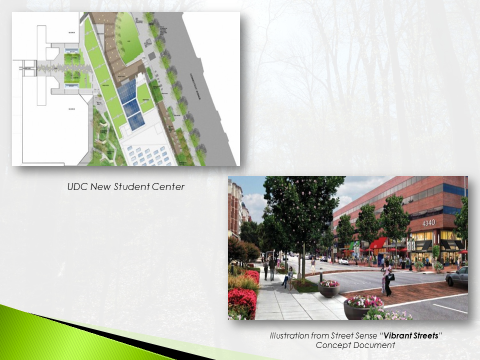 UDC New Student Center
4340
Illustration from Street Sense “Vibrant Streets”
Concept Document